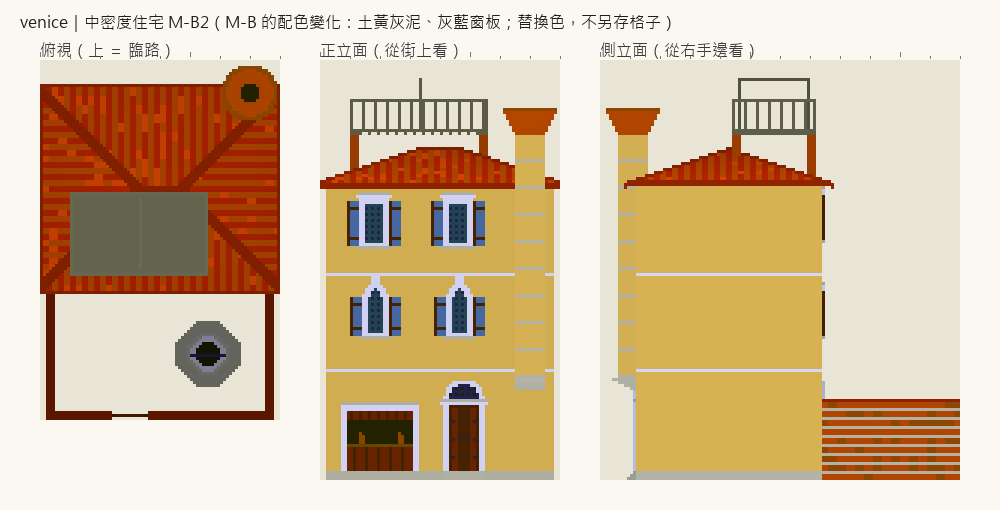 venice｜中密度住宅 M-B2（M-B 的配色變化：土黃灰泥、灰藍窗板；替換色，不另存格子）
俯視（上 = 臨路） 正立面（從街上看） 側立面（從右手邊看）